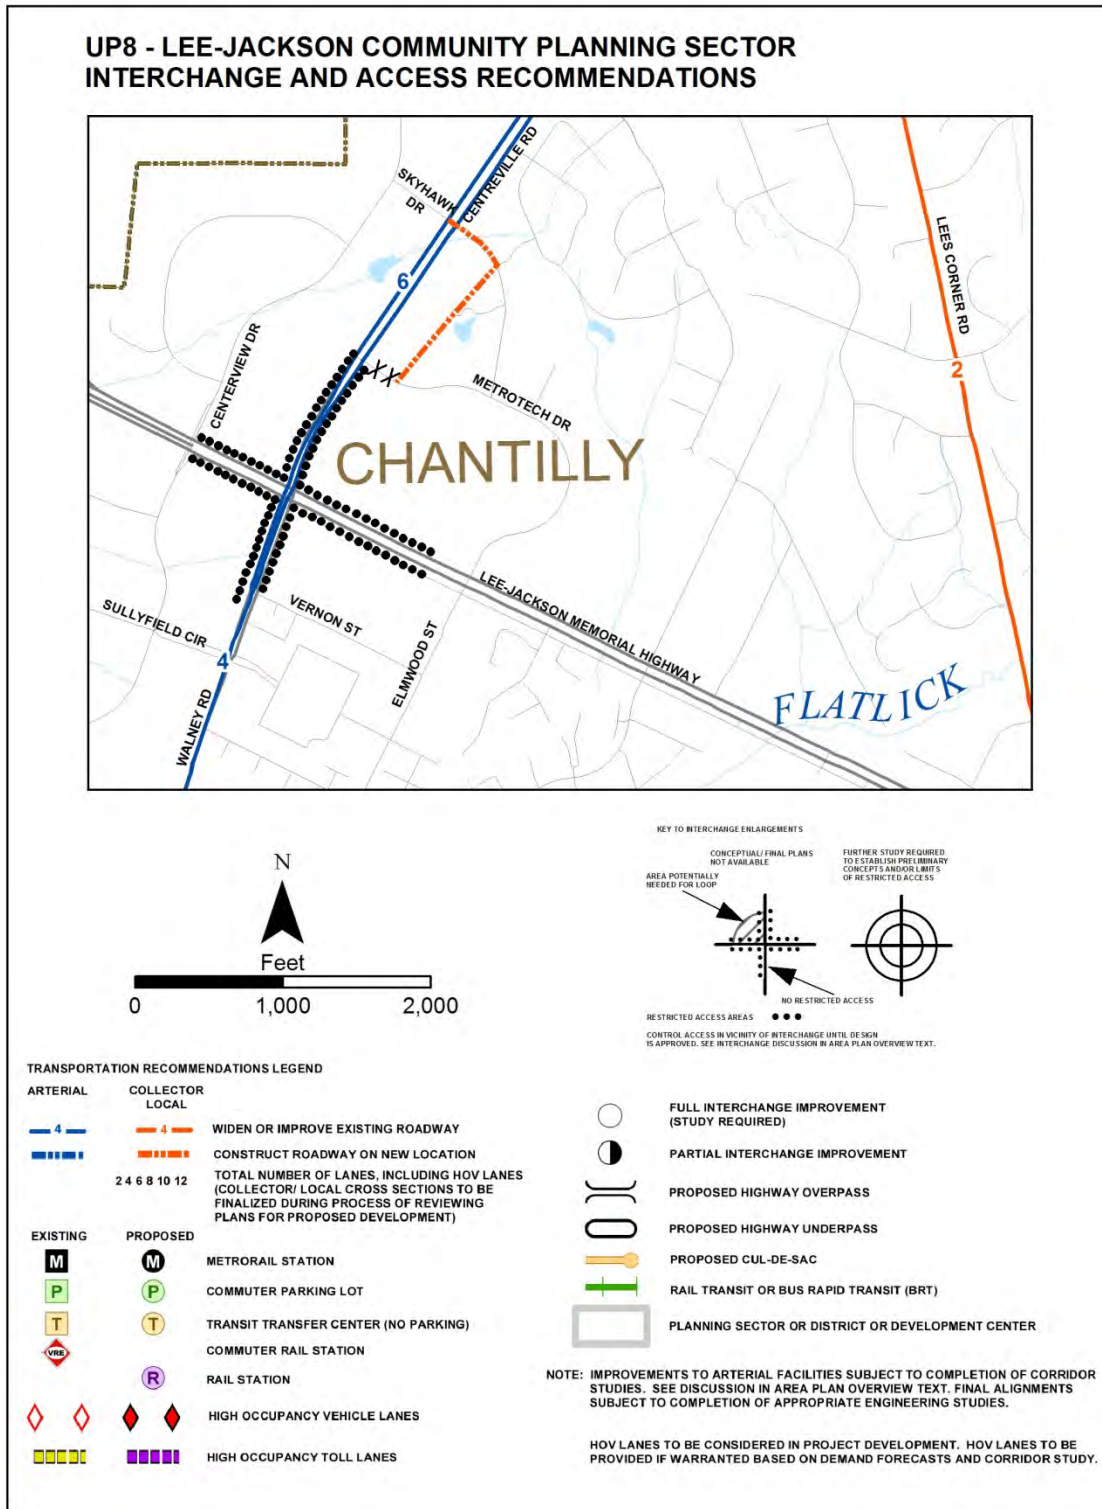 UP8 - LEE-JACKSON COMMUNITY PLANNING SECTOR
INTERCHANGE AND ACCESS RECOMMENDATIONS
SKYHAWK
DR
CENTREVILLE RD
LEES CORNER RD
6
CENTERVIEW DR
2
METROTECH DR
XX
CHANTILLY
LEE-JACKSON MEMORIAL HIGHWAY
VERNON ST
SULLYFIELD CIR
ELMWOOD ST
4
WALNEY RD
FLATLICK
N
Feet
0 1,000 2,000
KEY TO INTERCHANGE ENLARGEMENTS
CONCEPTUAL/ FINAL PLANS
NOT AVAILABLE
AREA POTENTIALLY
NEEDED FOR LOOP
FURTHER STUDY REQUIRED
TO ESTABLISH PRELIMINARY
CONCEPTS AND/OR LIMITS
OF RESTRICTED ACCESS
NO RESTRICTED ACCESS
RESTRICTED ACCESS AREAS
CONTROL ACCESS IN VICINITY OF INTERCHANGE UNTIL DESIGN
IS APPROVED. SEE INTERCHANGE DISCUSSION IN AREA PLAN OVERVIEW TEXT.
TRANSPORTATION RECOMMENDATIONS LEGEND
ARTERIAL
COLLECTOR
LOCAL
4 4 WIDEN OR IMPROVE EXISTING ROADWAY
CONSTRUCT ROADWAY ON NEW LOCATION
2 4 6 8 10 12 TOTAL NUMBER OF LANES, INCLUDING HOV LANES
(COLLECTOR/ LOCAL CROSS SECTIONS TO BE
FINALIZED DURING PROCESS OF REVIEWING
PLANS FOR PROPOSED DEVELOPMENT)
EXISTING PROPOSED
M M METRORAIL STATION
P P COMMUTER PARKING LOT
T T TRANSIT TRANSFER CENTER (NO PARKING)
VRE COMMUTER RAIL STATION
R RAIL STATION
HIGH OCCUPANCY VEHICLE LANES
HIGH OCCUPANCY TOLL LANES
FULL INTERCHANGE IMPROVEMENT
(STUDY REQUIRED)
PARTIAL INTERCHANGE IMPROVEMENT
PROPOSED HIGHWAY OVERPASS
PROPOSED HIGHWAY UNDERPASS
PROPOSED CUL-DE-SAC
RAIL TRANSIT OR BUS RAPID TRANSIT (BRT)
PLANNING SECTOR OR DISTRICT OR DEVELOPMENT CENTER
NOTE: IMPROVEMENTS TO ARTERIAL FACILITIES SUBJECT TO COMPLETION OF CORRIDOR
STUDIES. SEE DISCUSSION IN AREA PLAN OVERVIEW TEXT. FINAL ALIGNMENTS
SUBJECT TO COMPLETION OF APPROPRIATE ENGINEERING STUDIES.
HOV LANES TO BE CONSIDERED IN PROJECT DEVELOPMENT. HOV LANES TO BE
PROVIDED IF WARRANTED BASED ON DEMAND FORECASTS AND CORRIDOR STUDY.